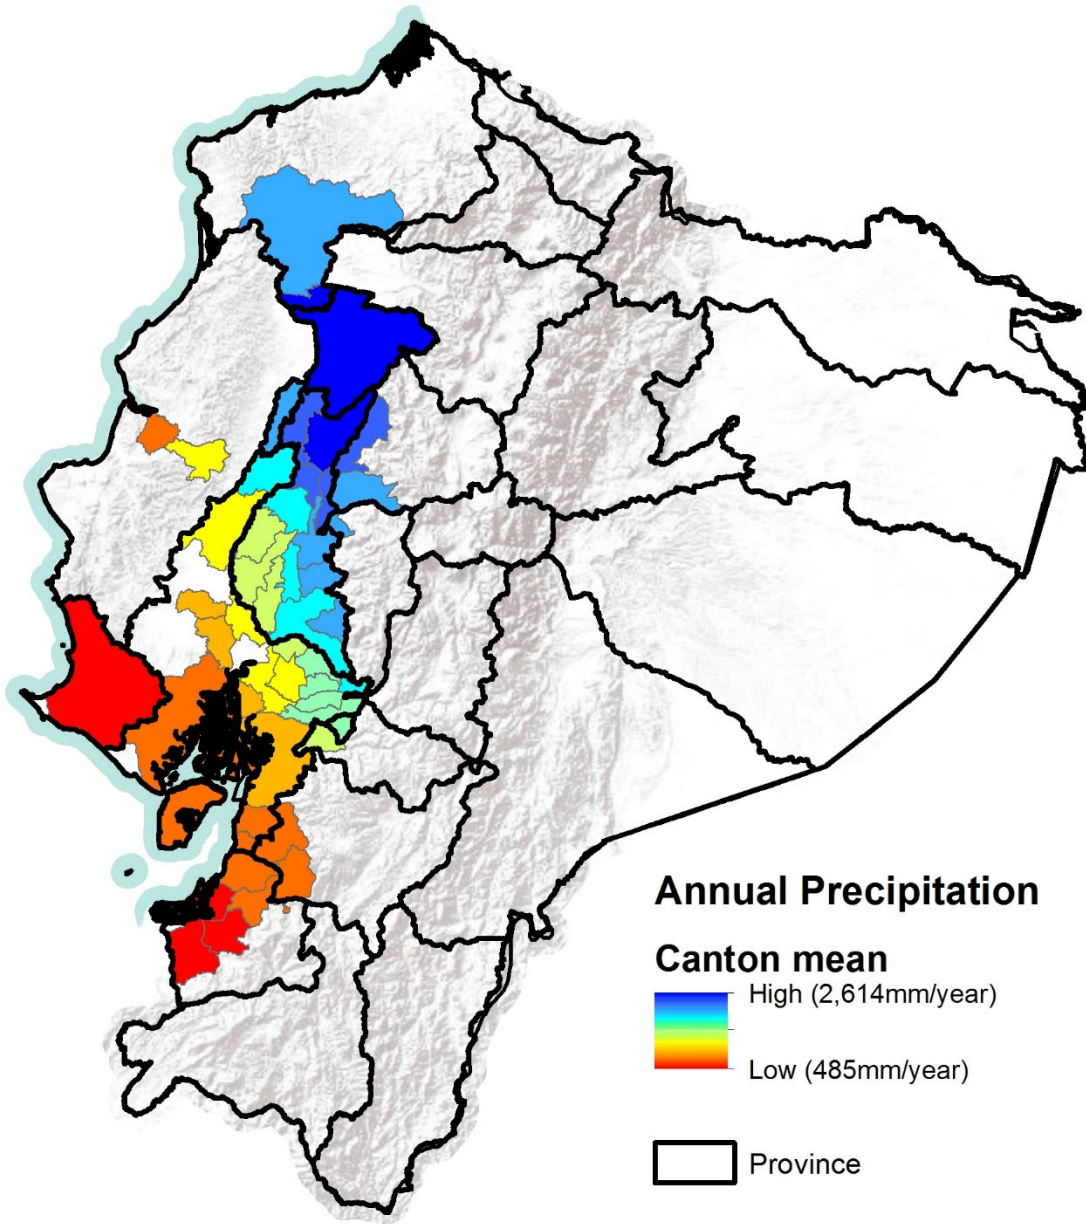 Annual Precipitation
Canton mean
High (2,614mm/year)
Low (485mm/year)
Province